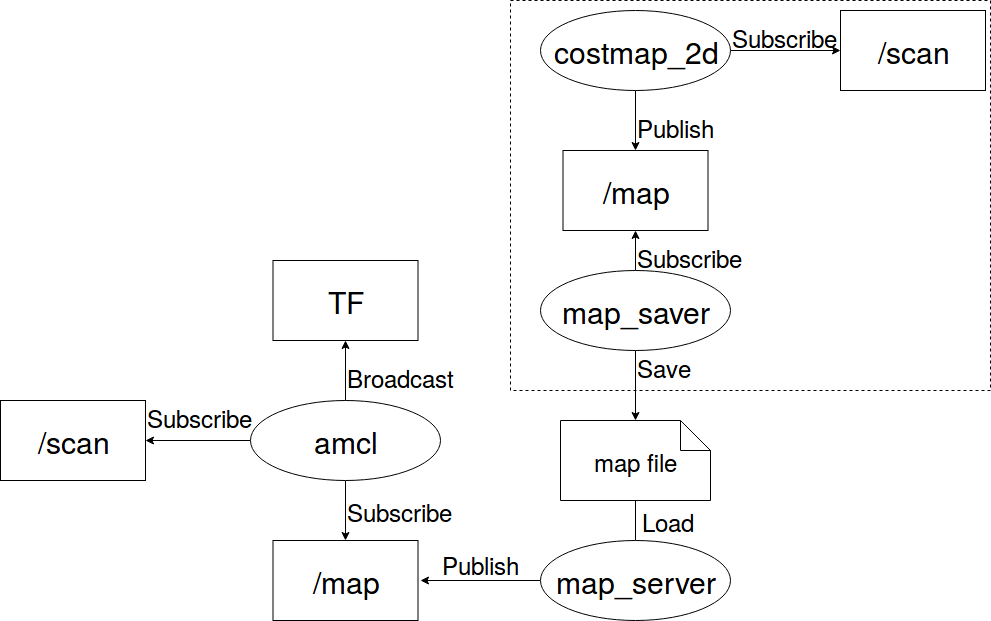 costmap_2d
Subscribe
/scan
Publish
/map
Subscribe
map_saver
Save
TF
Broadcast
/scan
Subscribe
amcl
map file
Subscribe
Load
/map
Publish
map_server